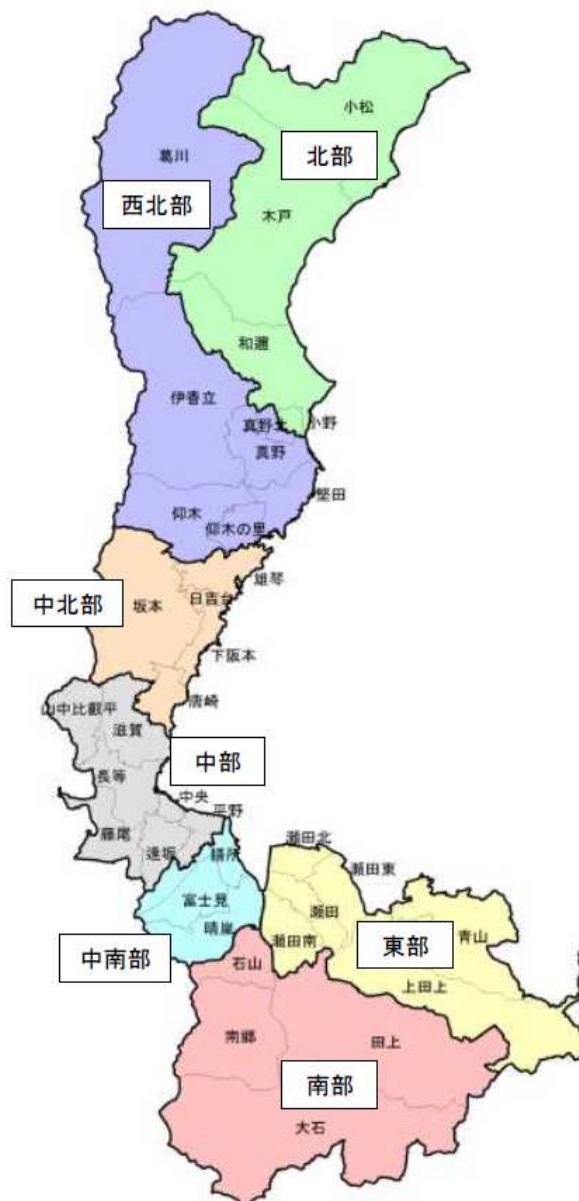 小松
北部
葛川
西北部
木戸
和邇
伊香立
真野北
小野
真野
堅田
仰木
仰木の里
雄琴
中北部
坂本
日吉台
下阪本
唐崎
山中比叡平
滋賀
中部
長等
中央
平野
藤尾
逢坂
膳所
瀬田北
瀬田東
富士見
瀬田
晴嵐
瀬田南
東部
青山
中南部
石山
上田上
南郷
田上
南部
大石